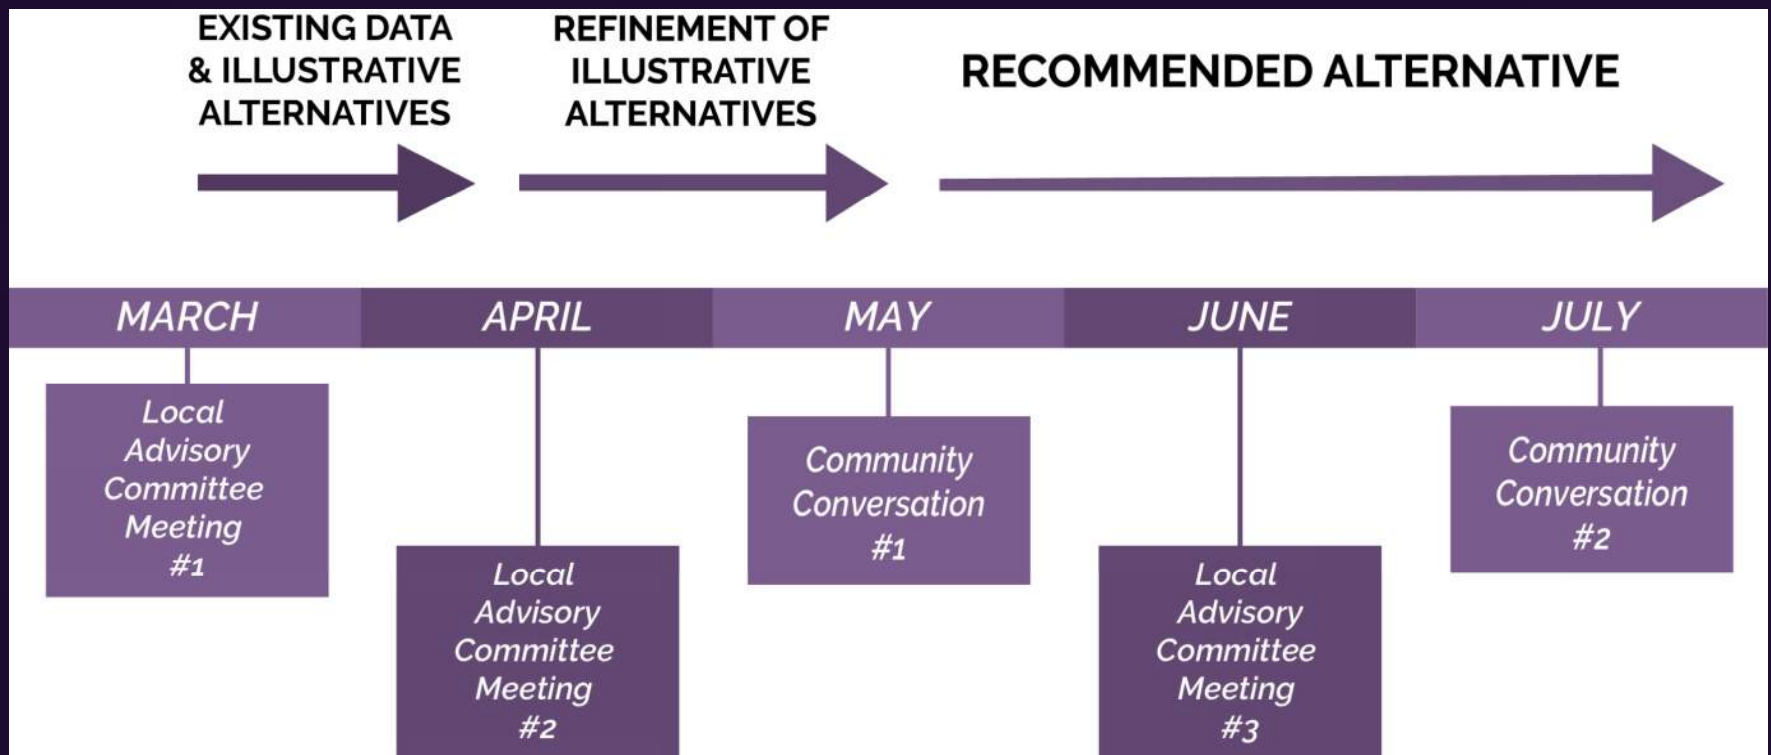 EXISTING DATA
& ILLUSTRATIVE
ALTERNATIVES
REFINEMENT OF
ILLUSTRATIVE
ALTERNATIVES
RECOMMENDED ALTERNATIVE
MARCH
APRIL
MAY
JUNE
JULY
Local
Advisory
Committee
Meeting
#1
Local
Advisory
Committee
Meeting
#2
Community
Conversation
#1
Local
Advisory
Committee
Meeting
#3
Community
Conversation
#2